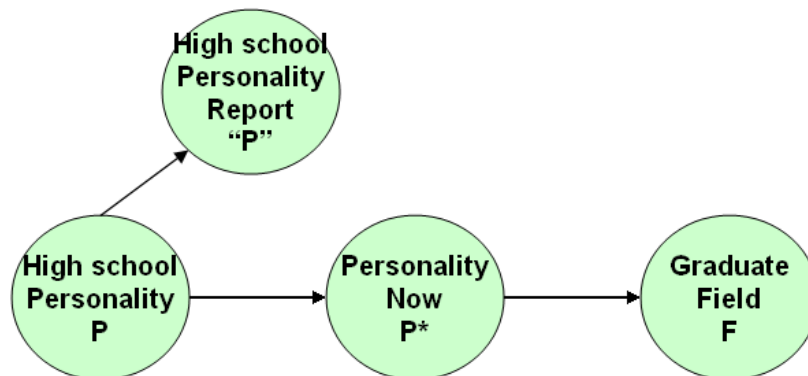 High school
Personality
Report
“P”
High school
Personality
P
Personality
Now
P*
Graduate
Field
F